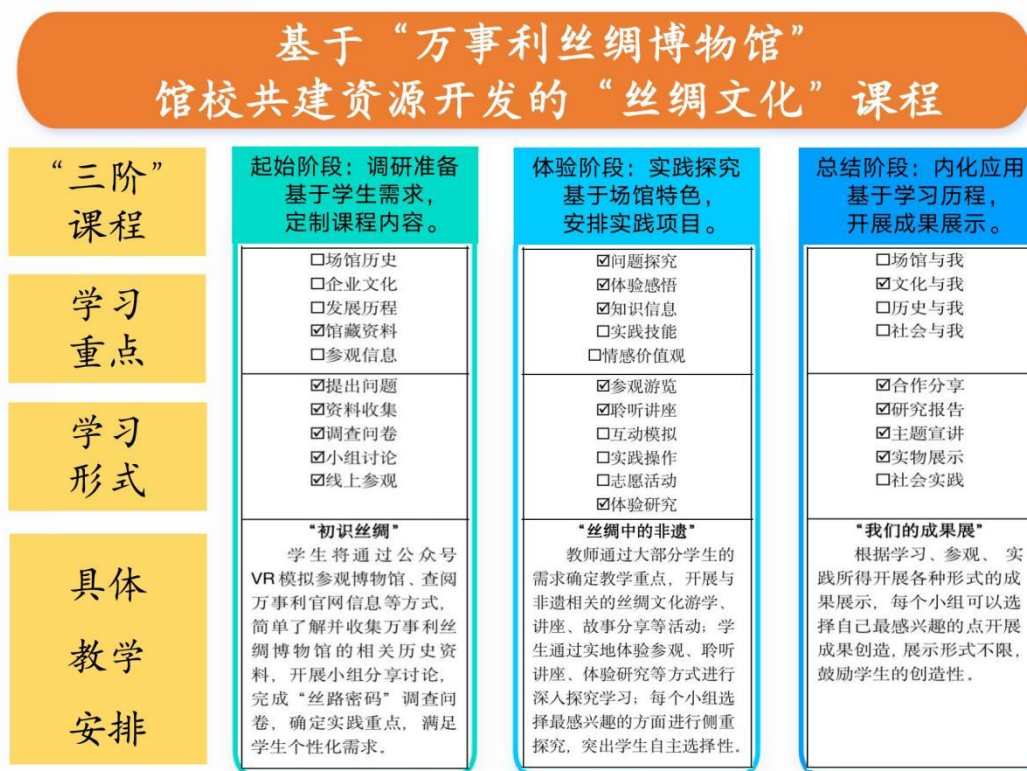 基于“万事利丝绸博物馆”
馆校共建资源开发的“丝绸文化”课程
“三阶”
课程
起始阶段：调研准备
基于学生需求，
定制课程内容。
体验阶段：实践探究
基于场馆特色，
安排实践项目。
总结阶段：内化应用
基于学习历程，
开展成果展示。
学习
重点
☐场馆历史
☐企业文化
☐发展历程
☑馆藏资料
☐参观信息
☑问题探究
☑体验感悟
☑知识信息
☐实践技能
☐情感价值观
☐场馆与我
☑文化与我
☐历史与我
☐社会与我
学习
形式
☑提出问题
☑资料收集
☑调查问卷
☑小组讨论
☑线上参观
☑参观游览
☑聆听讲座
☐互动模拟
☐实践操作
☐志愿活动
☑体验研究
☑合作分享
☑研究报告
☑主题宣讲
☑实物展示
☐社会实践
具体
教学
安排
“初识丝绸”
学生将通过公众号
VR 模拟参观博物馆、查阅
万事利官网信息等方式，
简单了解并收集万事利丝
绸博物馆的相关历史资
料，开展小组分享讨论，
完成“丝路密码”调查问
卷，确定实践重点，满足
学生个性化需求。
“丝绸中的非遗”
教师通过大部分学生的
需求确定教学重点，开展与
非遗相关的丝绸文化游学、
讲座、故事分享等活动；学
生通过实地体验参观、聆听
讲座、体验研究等方式进行
深入探究学习；每个小组选
择最感兴趣的方面进行侧重
探究，突出学生自主选择性。
“我们的成果展”
根据学习、参观、 实
践所得开展各种形式的成
果展示，每个小组可以选
择自己最感兴趣的点开展
成果创造，展示形式不限，
鼓励学生的创造性。